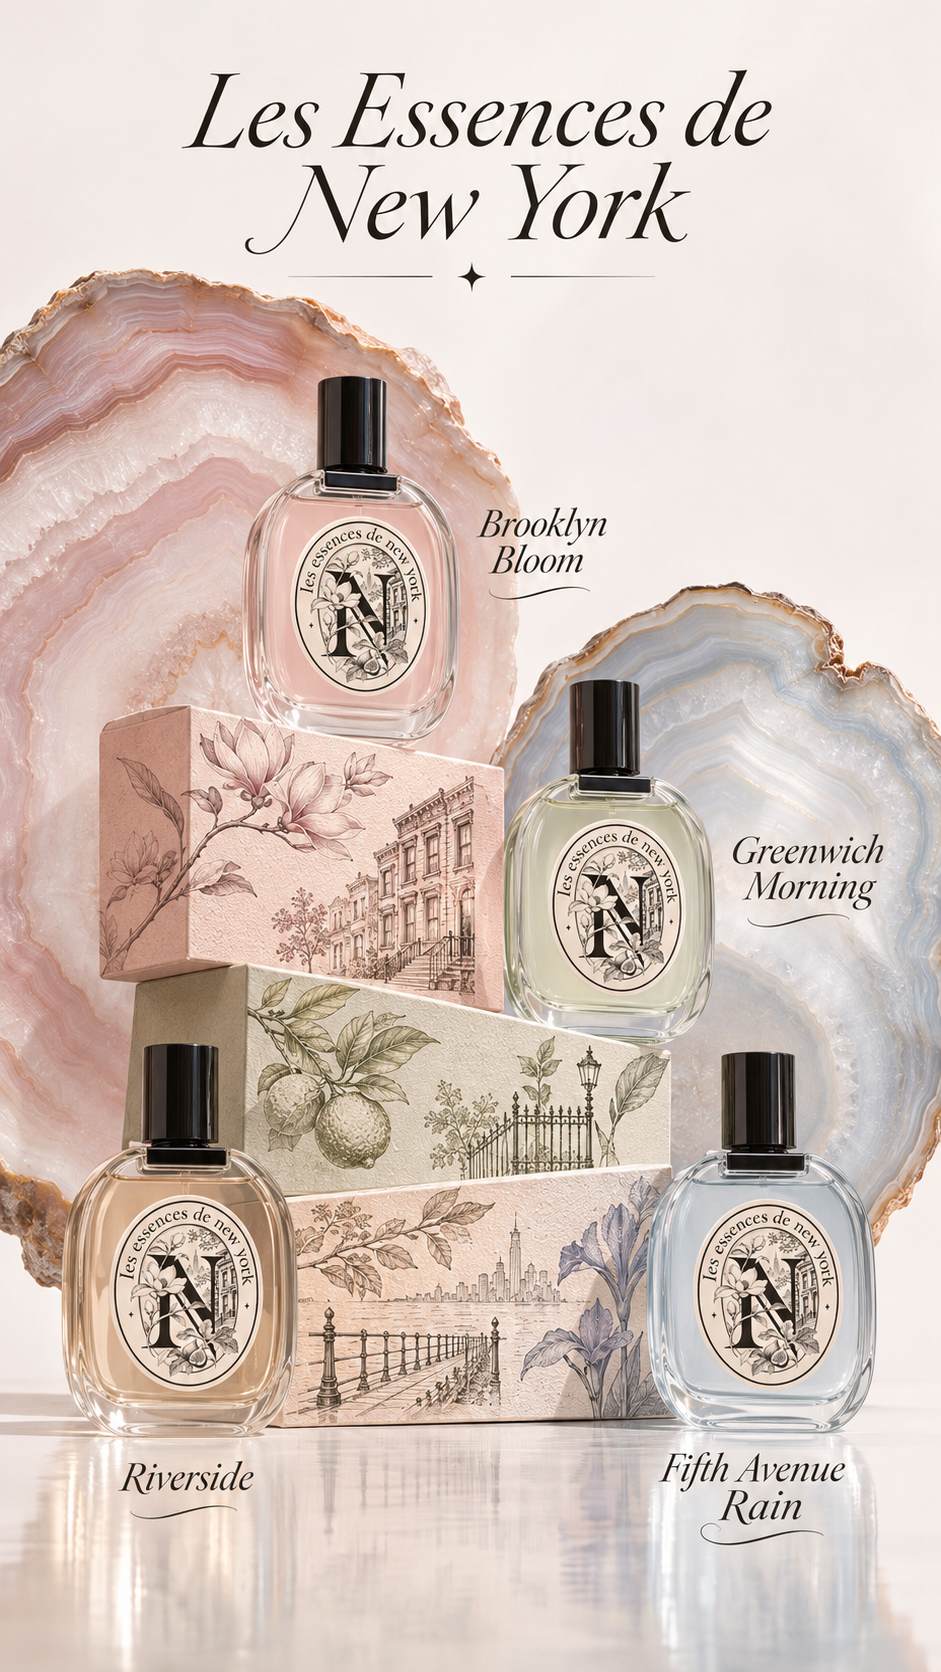 Les Essences de
New York
les essences de new york
N
Brooklyn
Bloom
les essences de new york
N
Greenwich
Morning
les essences de new york
N
les essences de new york
N
Riverside
Fifth Avenue
Rain